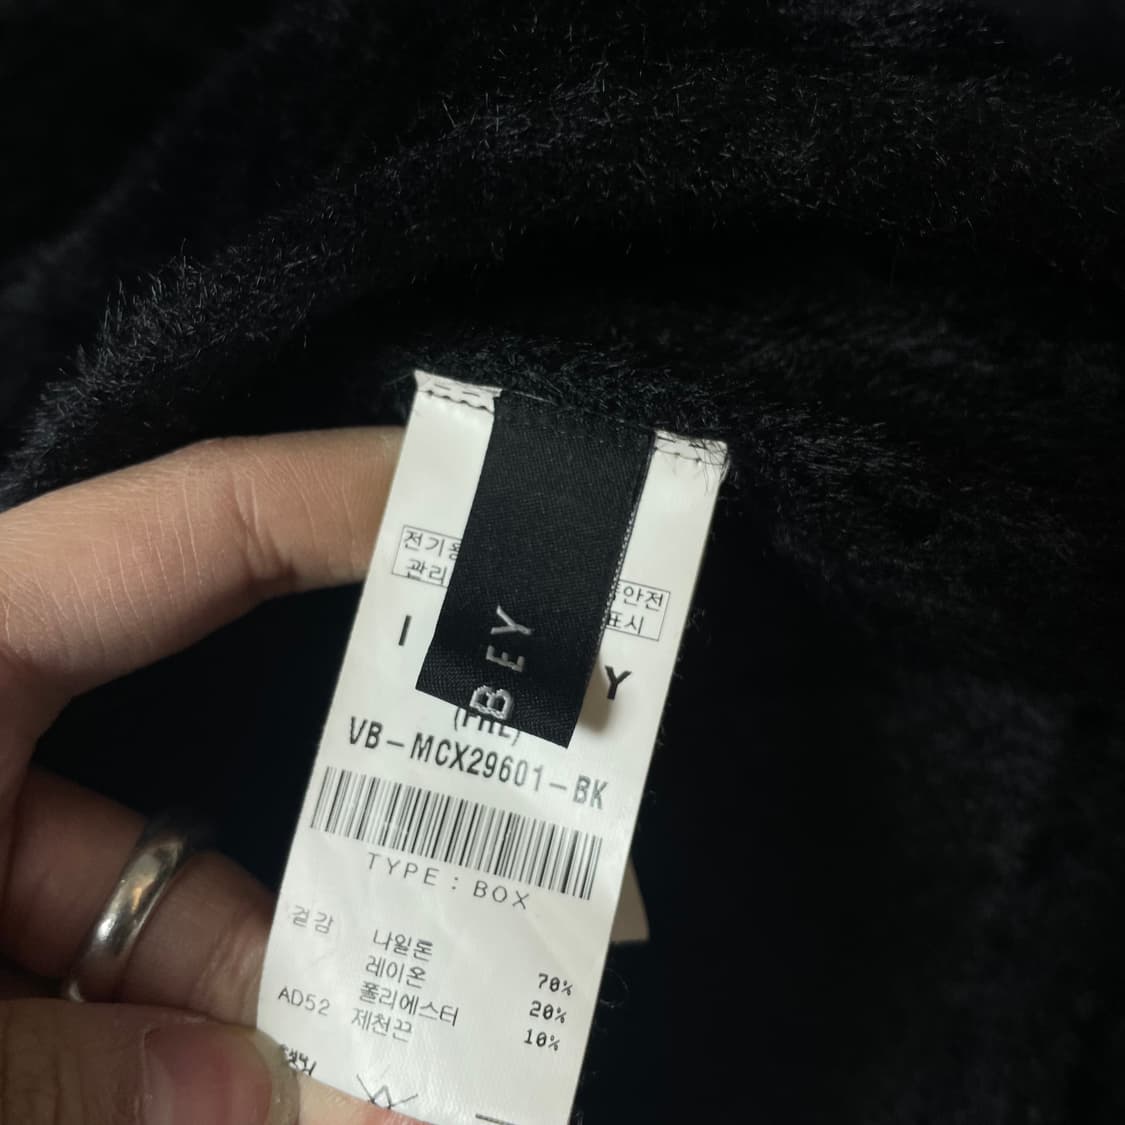 전기용
관리
안전
표시
I
Y
BEY
VB-MCX29601-BK
TYPE : BOX
겉감
나일론 70%
레이온 20%
폴리에스터 10%
AD52 제천끈